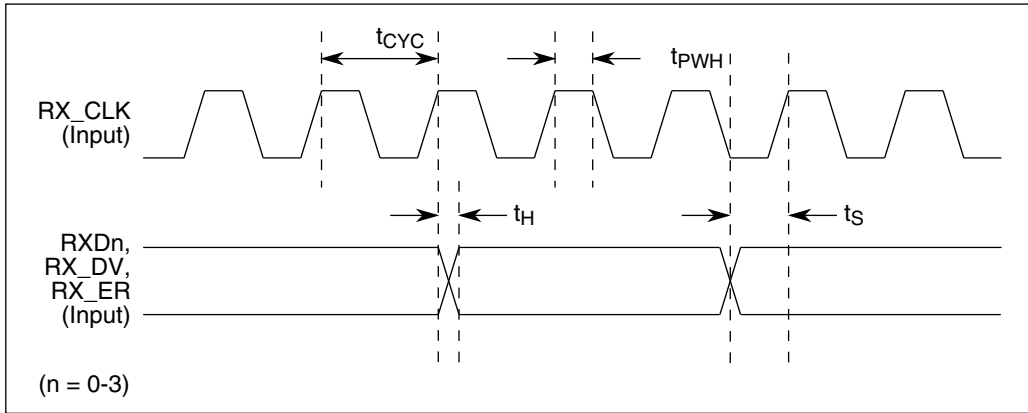 tCYC
tPWH
RX_CLK
(Input)
tH
tS
RXDn,
RX_DV,
RX_ER
(Input)
(n = 0-3)